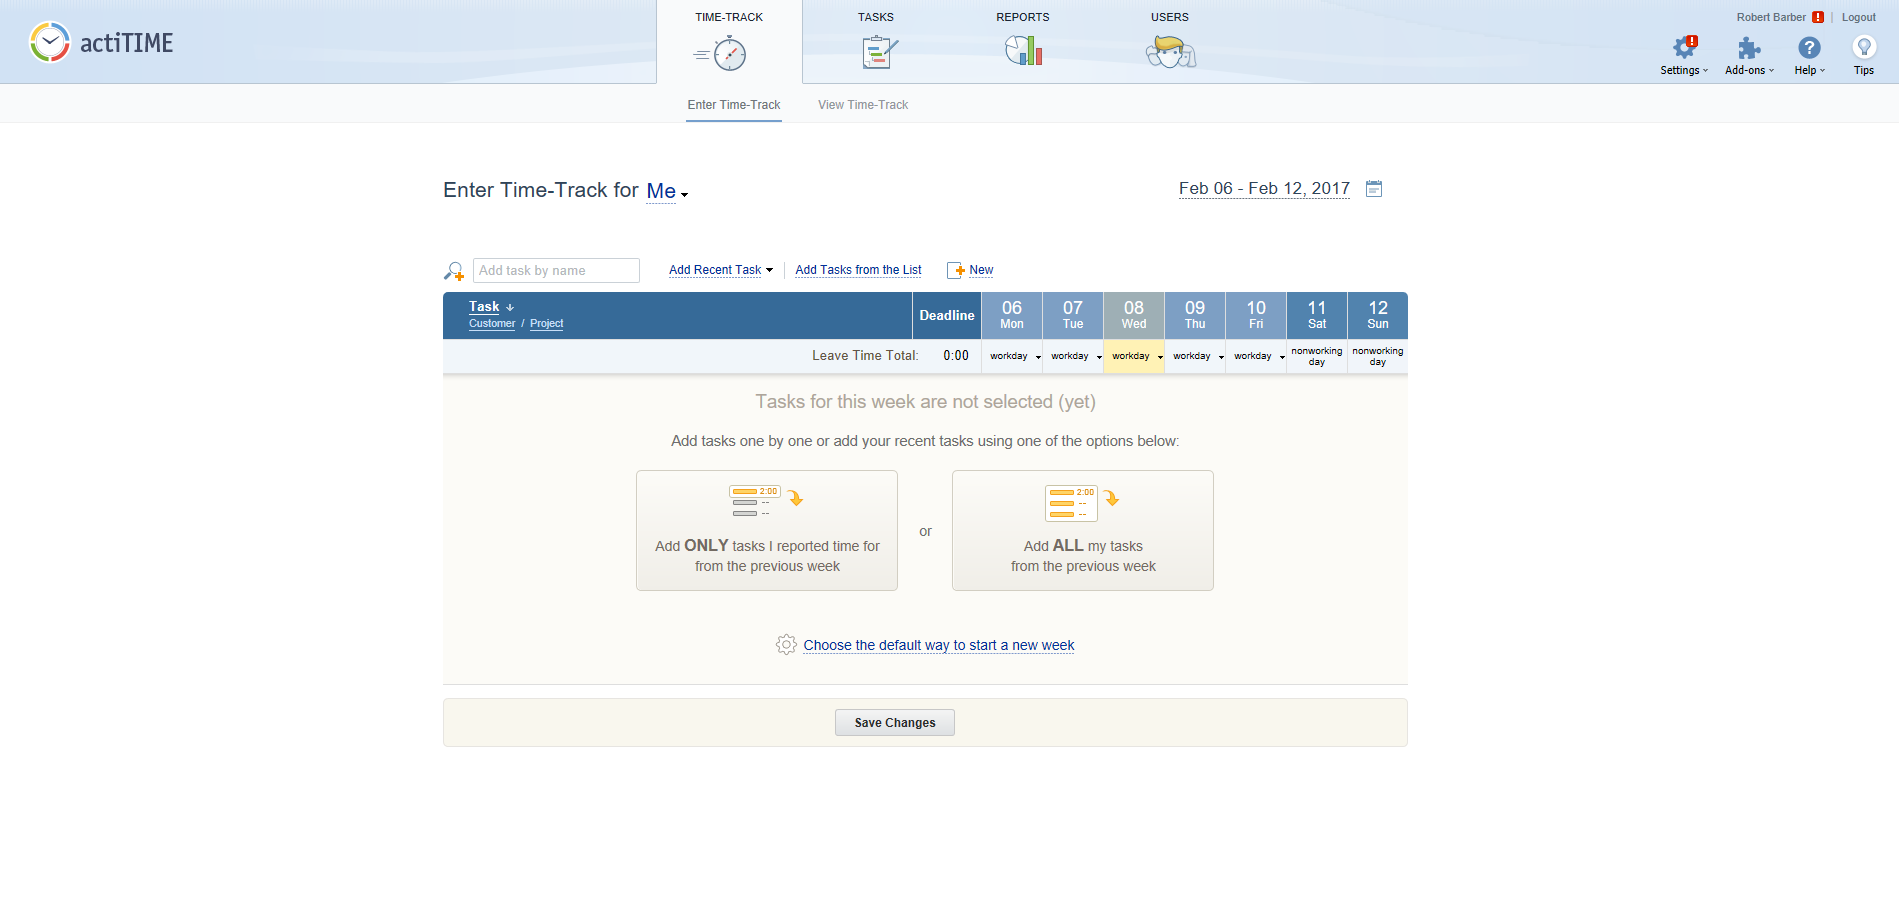 actiTIME
TIME-TRACK
TASKS
REPORTS
USERS
Robert Barber ! | Logout
Settings
Add-ons
Help
Tips
Enter Time-Track
View Time-Track
Enter Time-Track for Me
Feb 06 - Feb 12, 2017
Add task by name
Add Recent Task
Add Tasks from the List
New
Task
Customer / Project
Deadline
06
Mon
07
Tue
08
Wed
09
Thu
10
Fri
11
Sat
12
Sun
Leave Time Total: 0:00
workday
workday
workday
workday
workday
nonworking
day
nonworking
day
Tasks for this week are not selected (yet)
Add tasks one by one or add your recent tasks using one of the options below:
2:00
--
--
Add ONLY tasks I reported time for
from the previous week
or
2:00
--
--
Add ALL my tasks
from the previous week
Choose the default way to start a new week
Save Changes